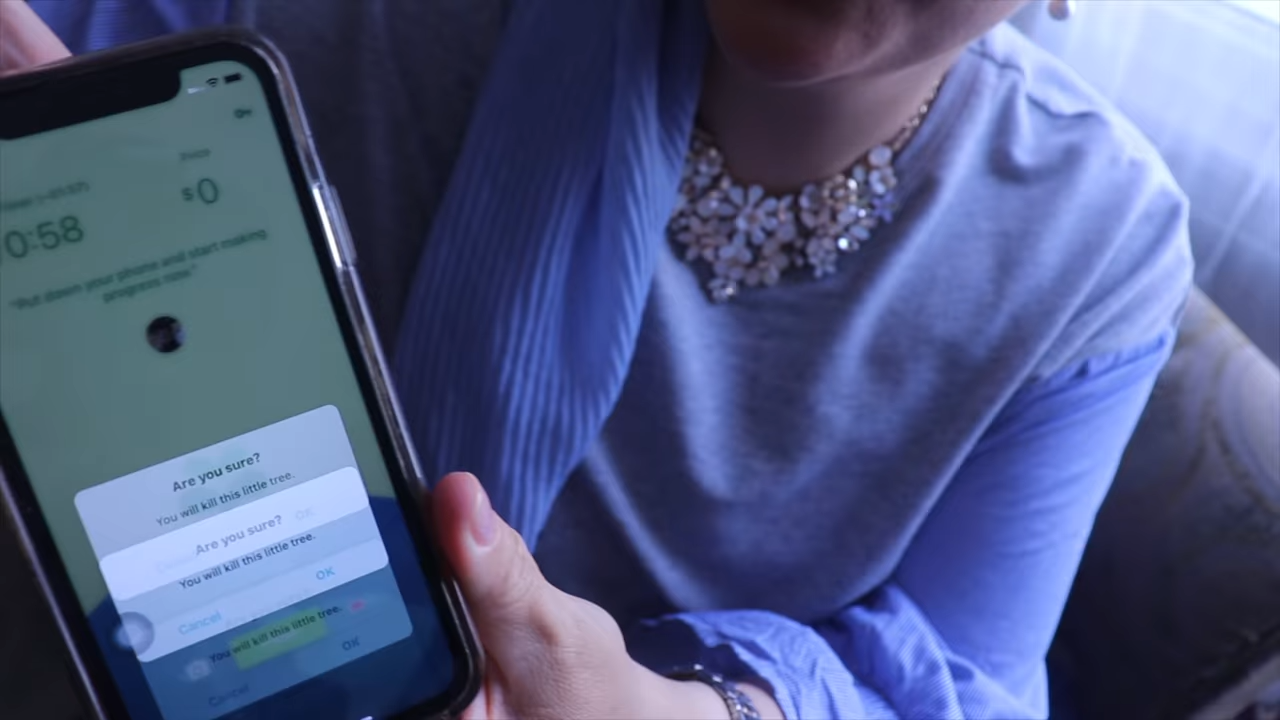 $0
0:58
"Put down your phone and start making
progress now."
Are you sure?
You will kill this little tree.
OK
Are you sure?
You will kill this little tree.
OK
Cancel
You will kill this little tree.
OK
Cancel